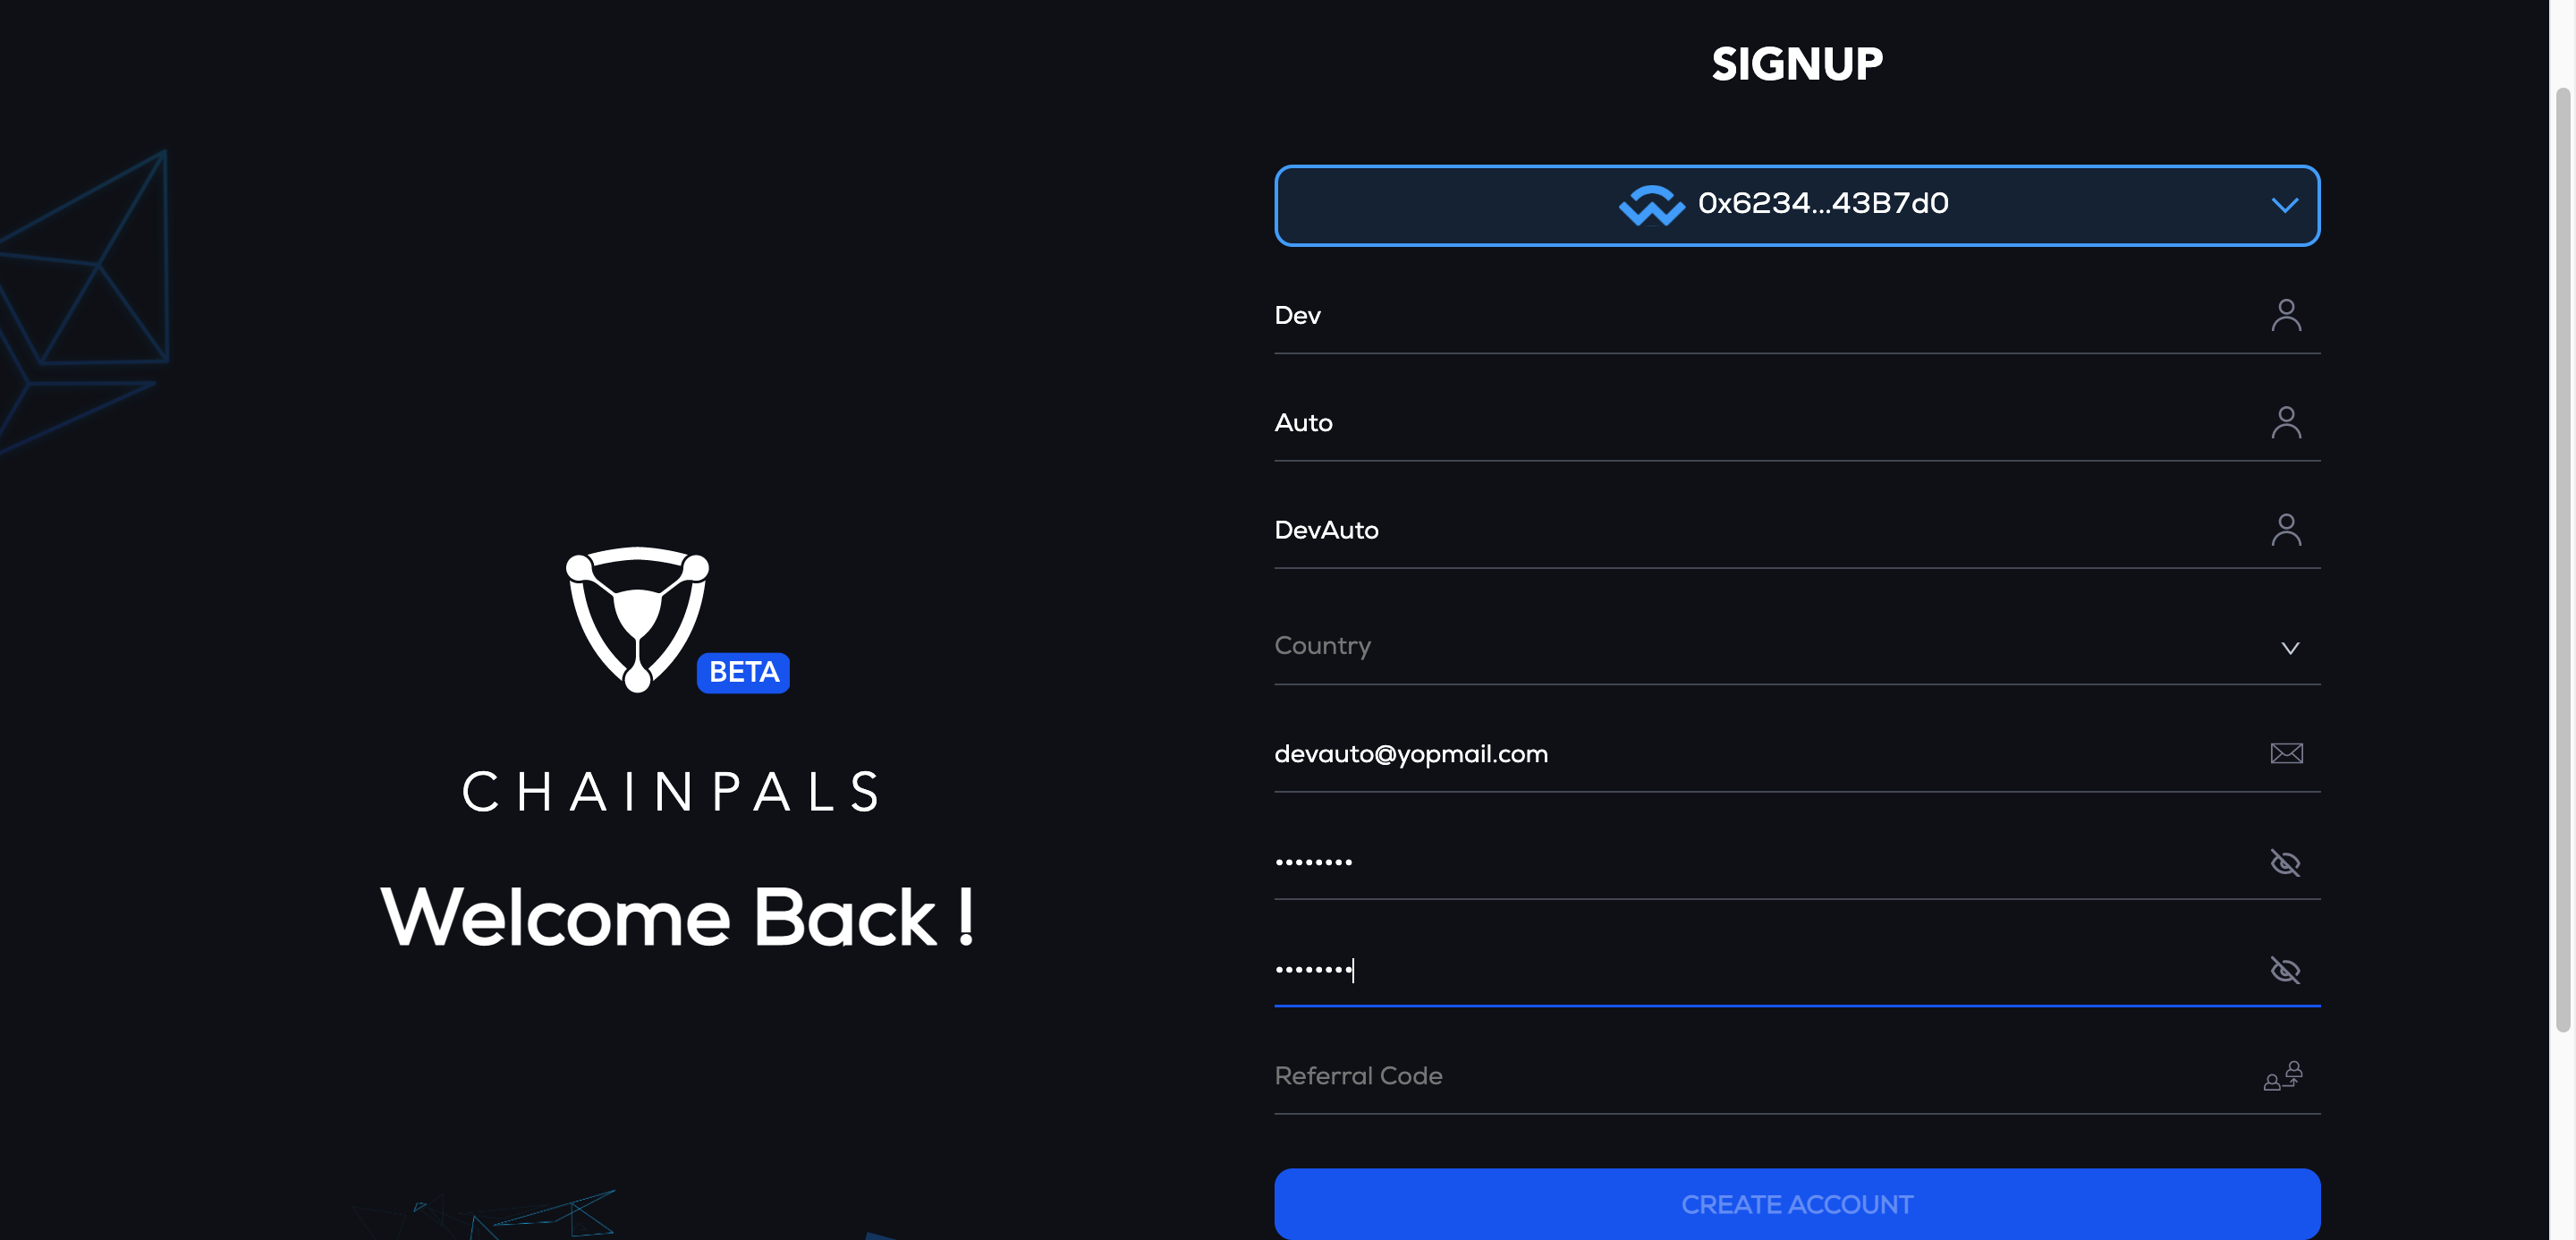 SIGNUP
0x6234...43B7d0
Dev
Auto
DevAuto
Country
devauto@yopmail.com
••••••••
••••••••
Referral Code
CREATE ACCOUNT
BETA
CHAINPALS
Welcome Back !